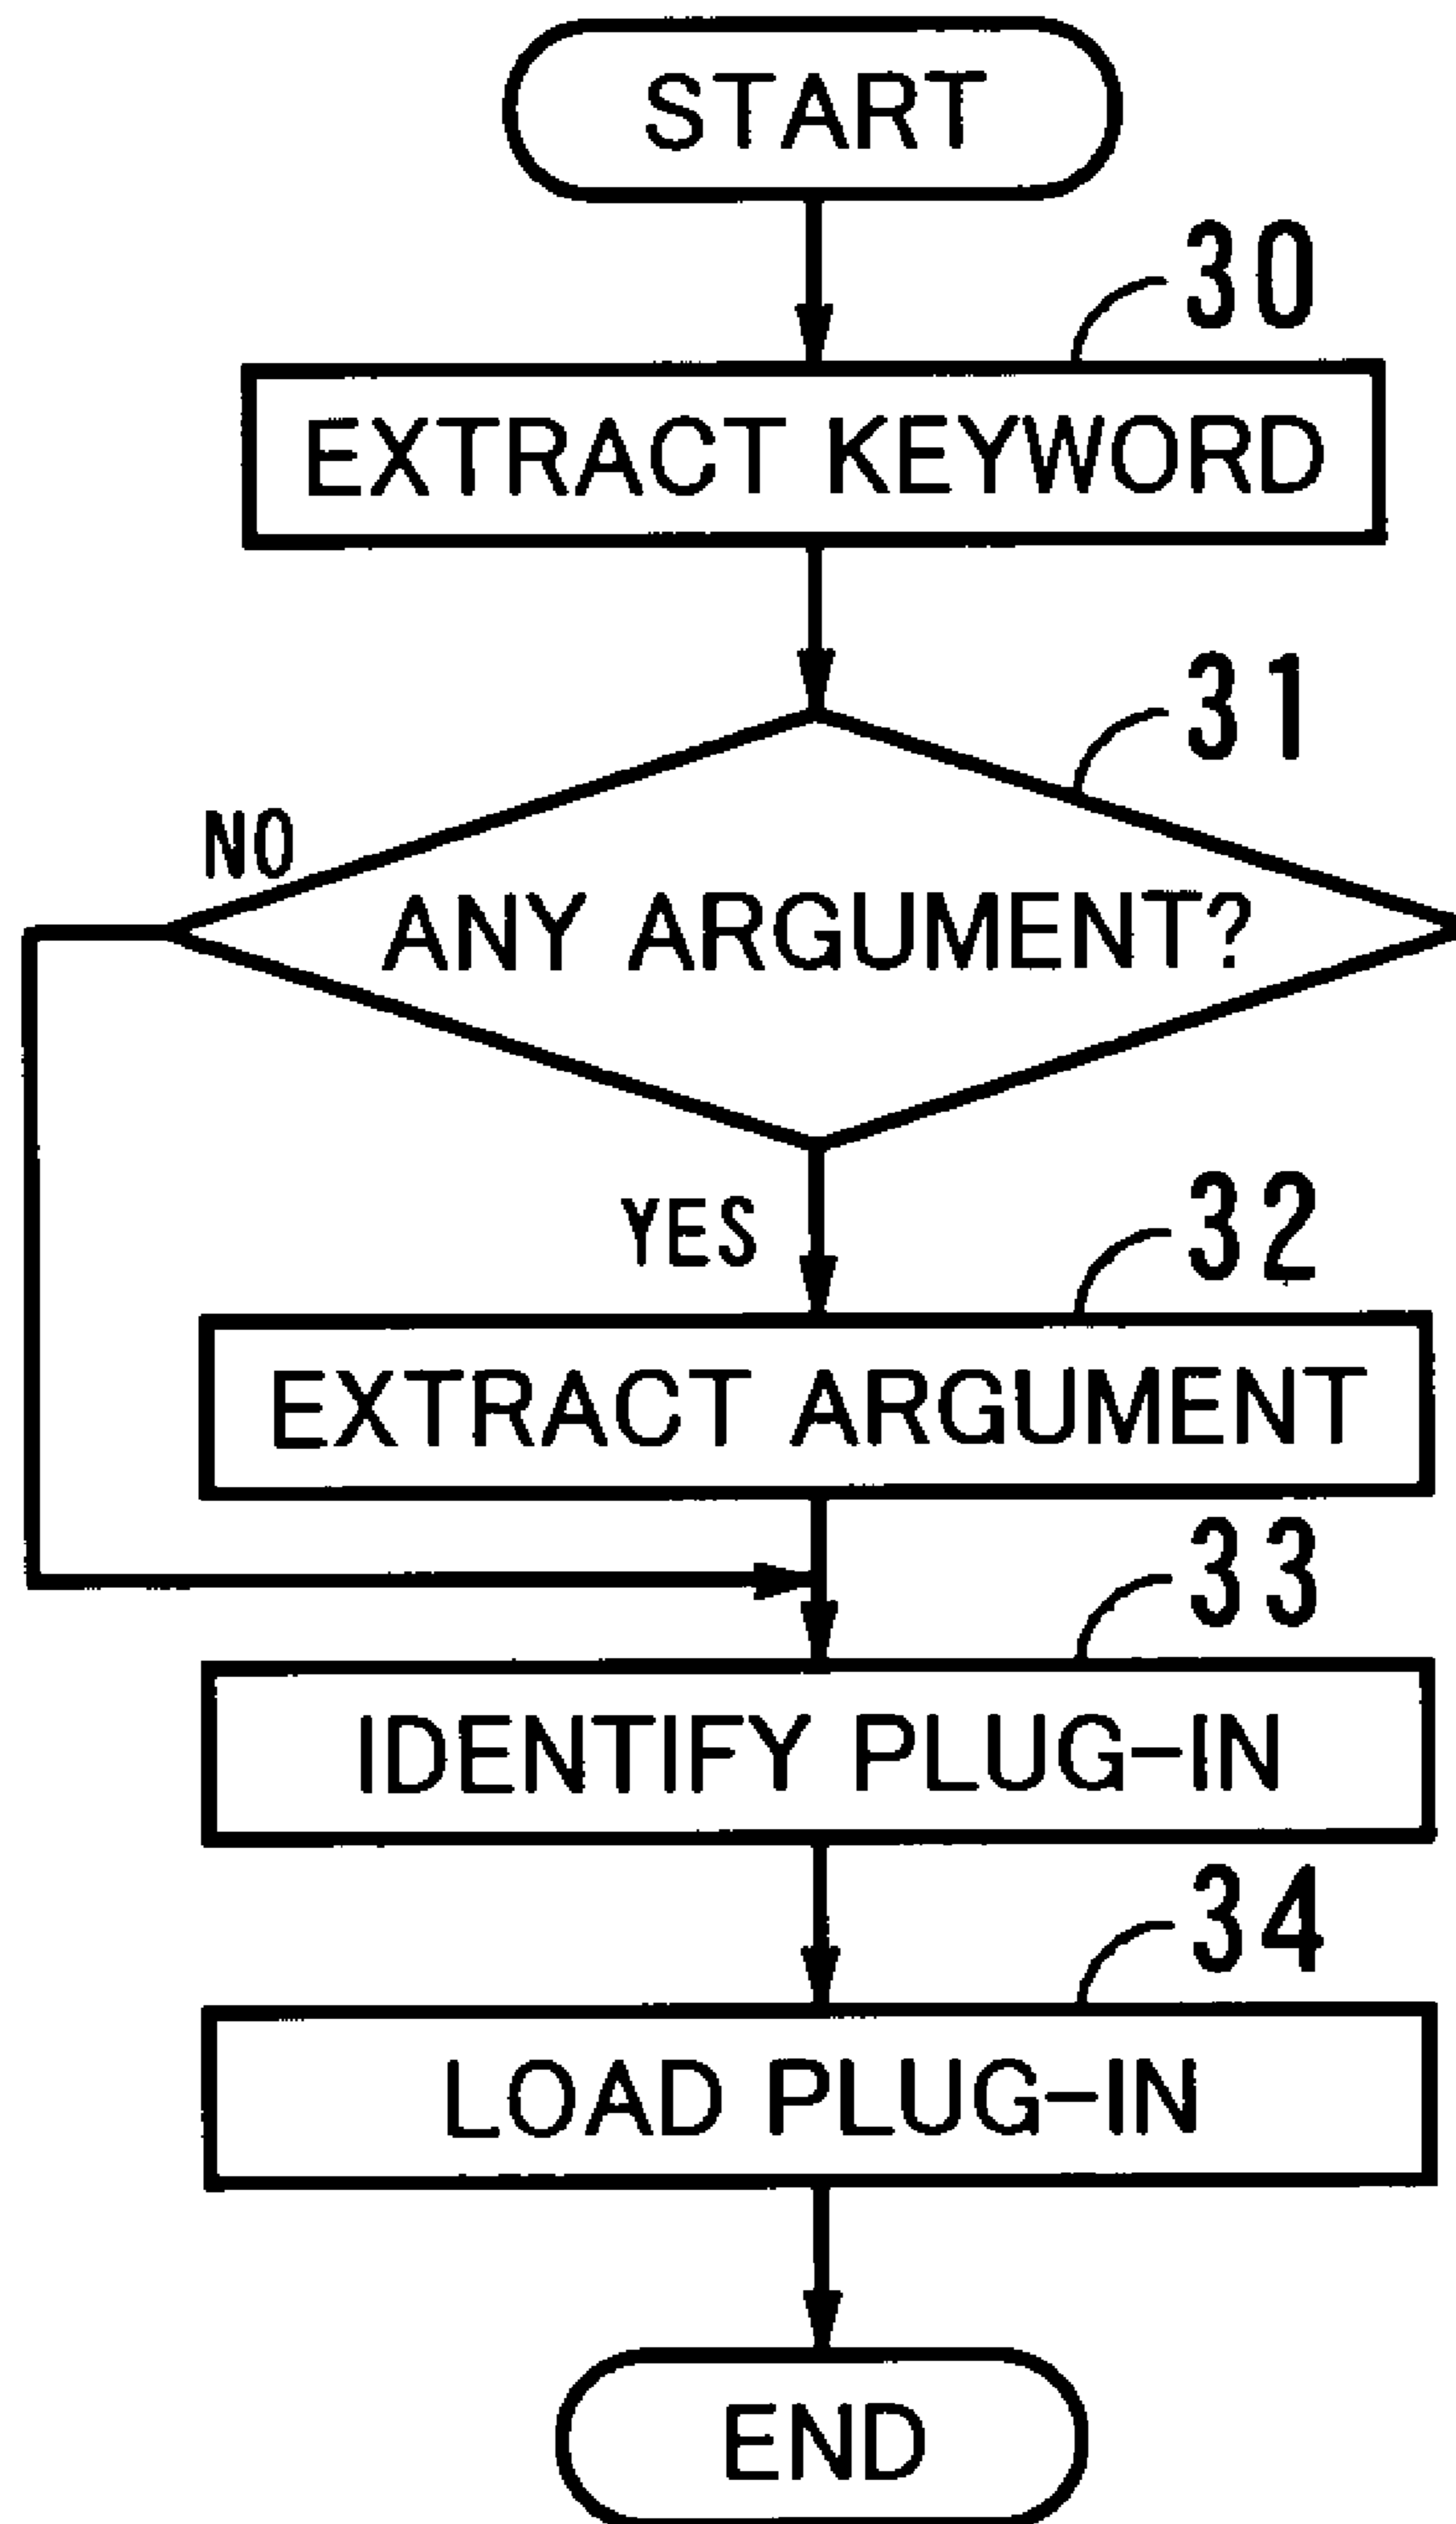 START
30
EXTRACT KEYWORD
31
NO
ANY ARGUMENT?
YES
32
EXTRACT ARGUMENT
33
IDENTIFY PLUG-IN
34
LOAD PLUG-IN
END